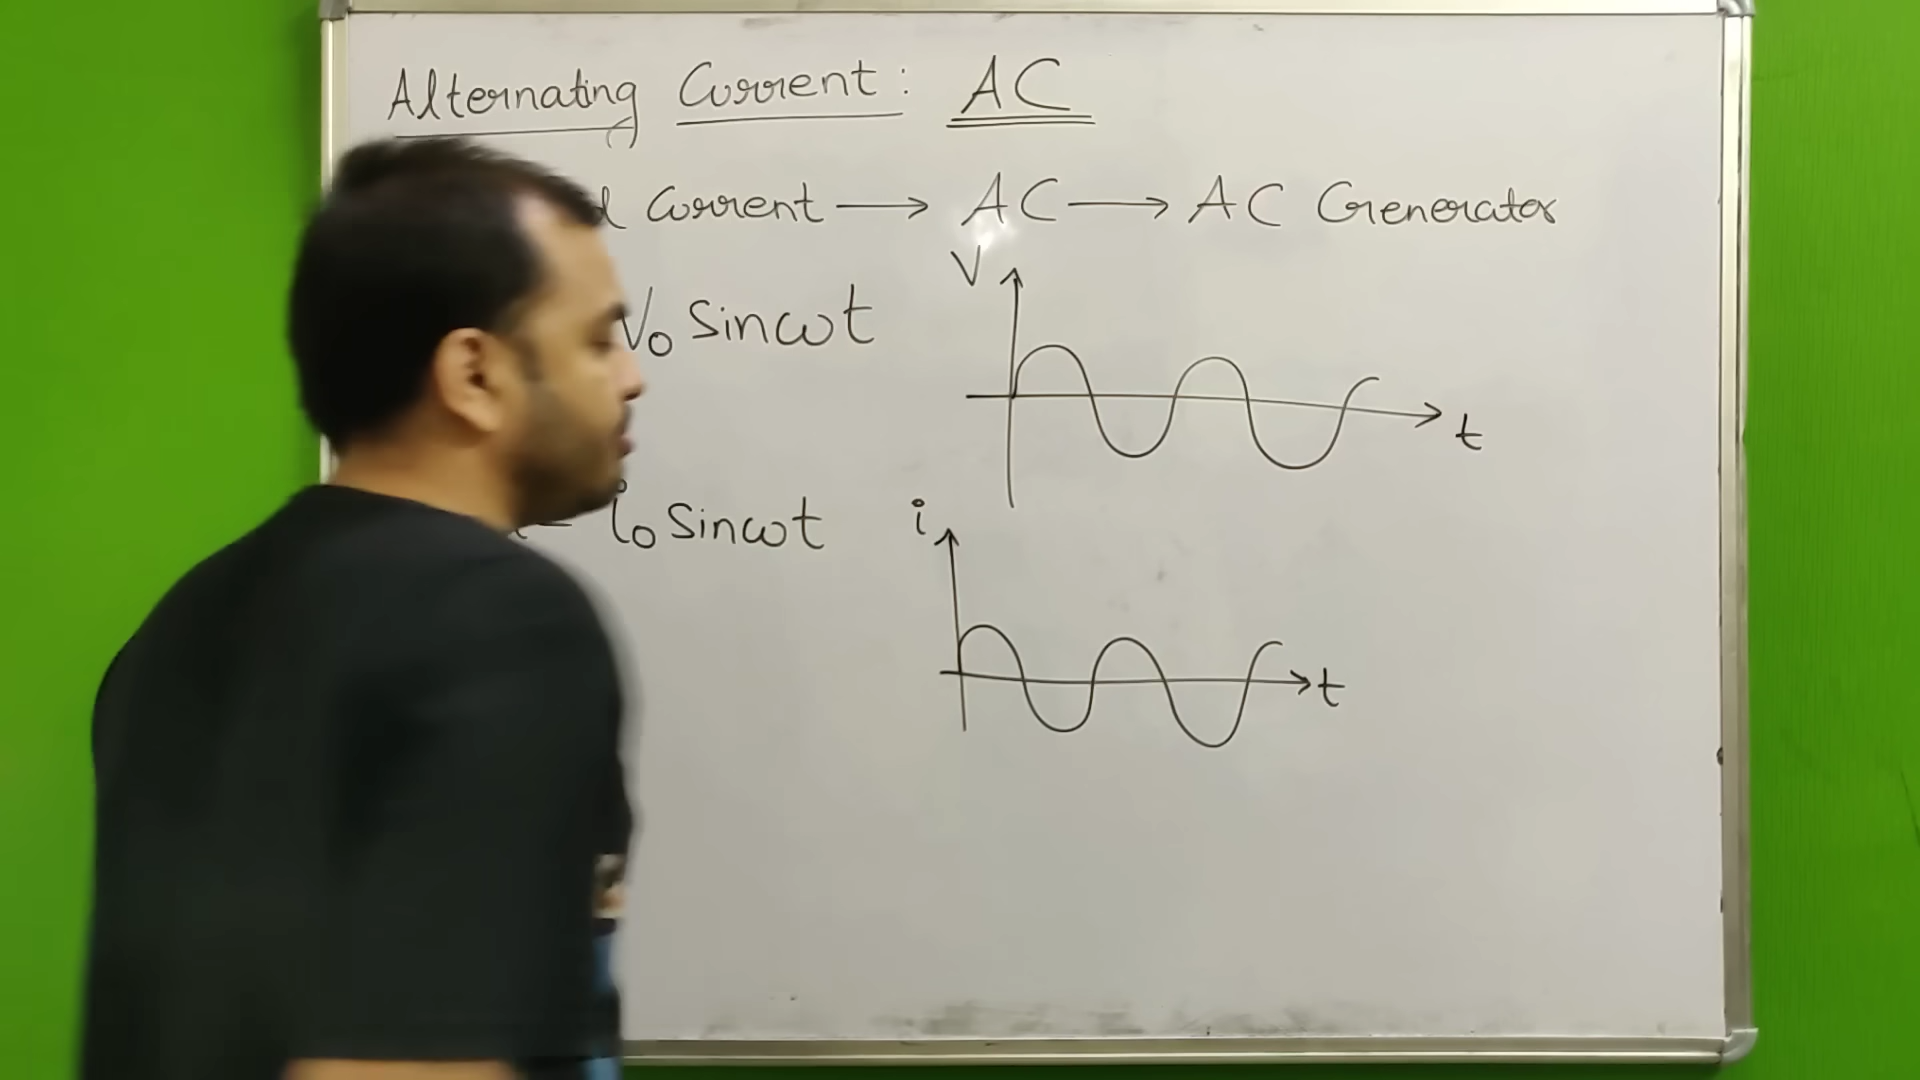 Alternating Current: AC
Current → AC → AC Generator
V
V₀ sinωt
t
i₀ sinωt
i
t